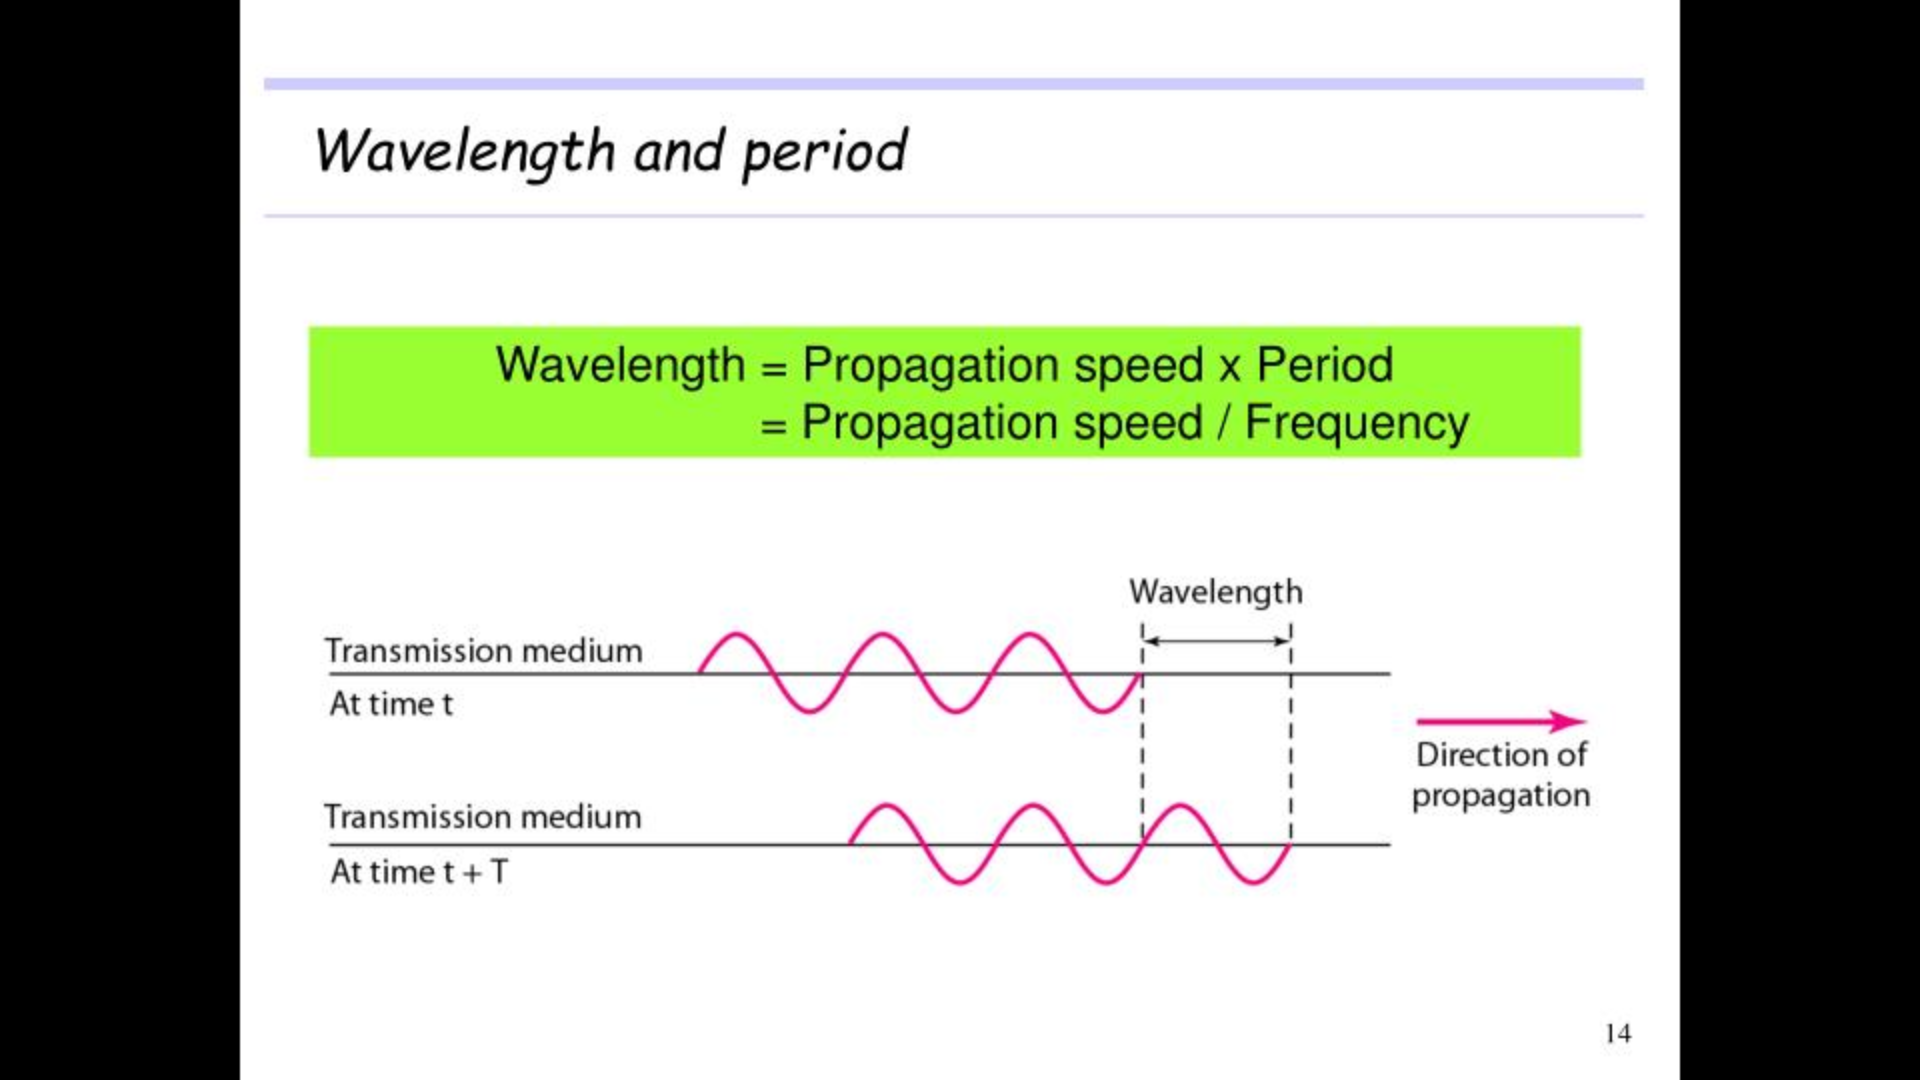 Wavelength and period
Wavelength = Propagation speed x Period
= Propagation speed / Frequency
Wavelength
Transmission medium
At time t
Direction of
propagation
Transmission medium
At time t + T
14